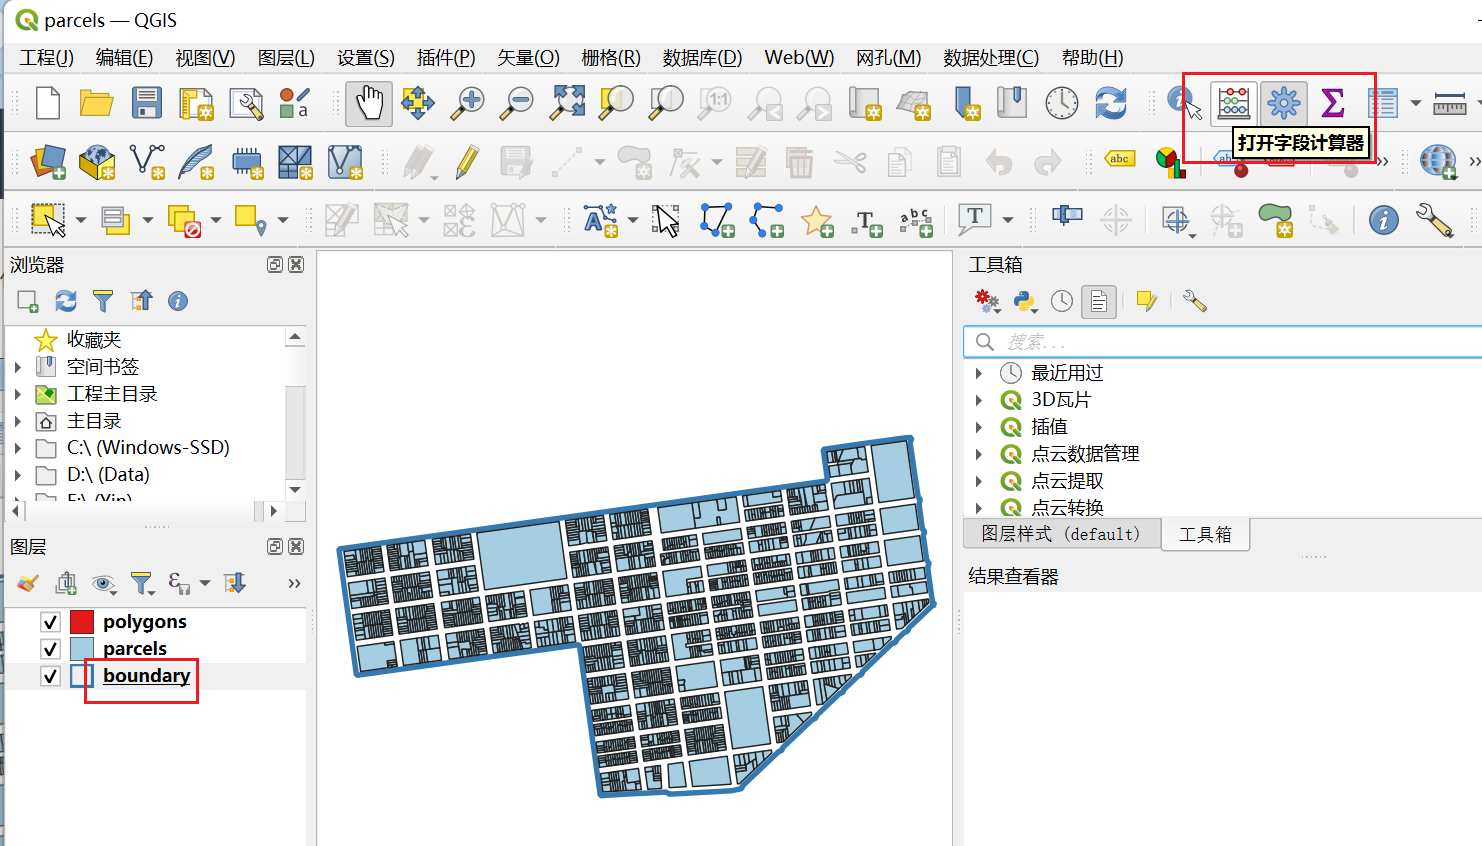 parcels — QGIS
工程(J) 编辑(E) 视图(V) 图层(L) 设置(S) 插件(P) 矢量(O) 栅格(R) 数据库(D) Web(W) 网孔(M) 数据处理(C) 帮助(H)
a
1:1
打开字段计算器
abc
T
abc
T
浏览器
收藏夹
空间书签
工程主目录
主目录
C:\ (Windows-SSD)
D:\ (Data)
图层
polygons
parcels
boundary
工具箱
搜索...
最近用过
3D瓦片
插值
点云数据管理
点云提取
点云转换
图层样式 (default)
工具箱
结果查看器